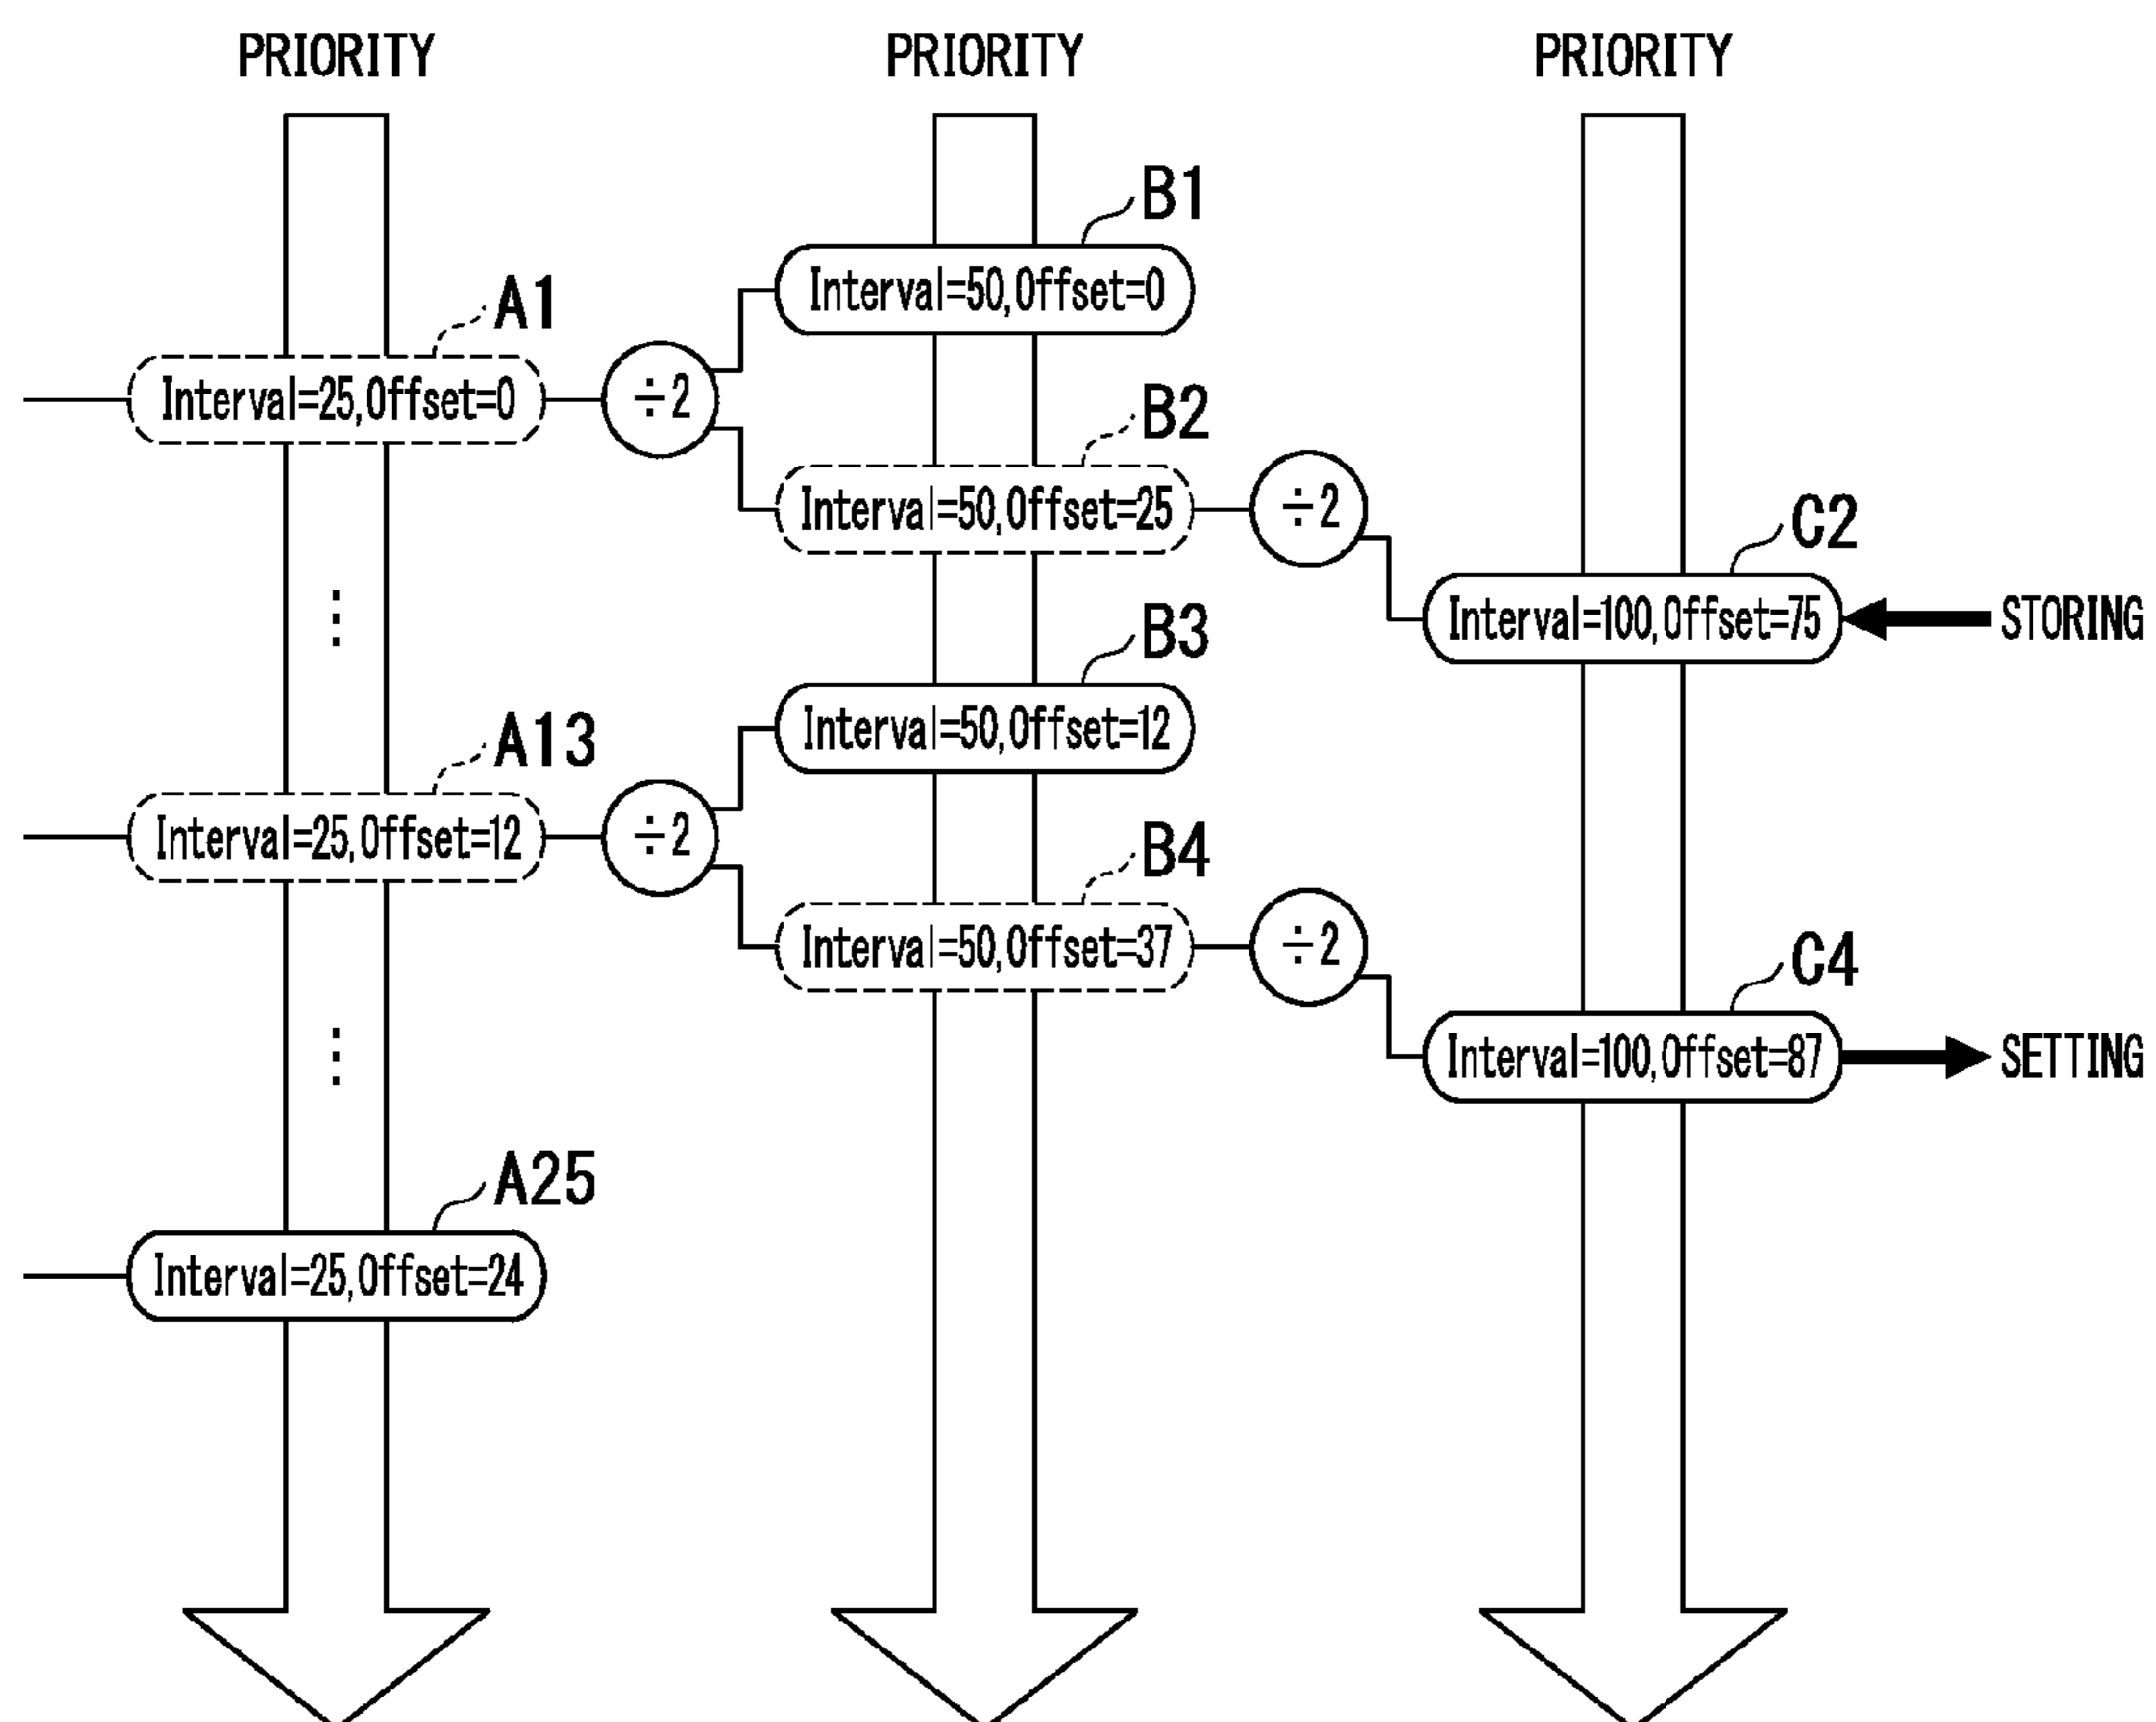 PRIORITY
PRIORITY
PRIORITY
B1
Interval=50,Offset=0
A1
Interval=25,Offset=0
÷2
B2
Interval=50,Offset=25
÷2
C2
Interval=100,Offset=75
STORING
B3
Interval=50,Offset=12
A13
Interval=25,Offset=12
÷2
B4
Interval=50,Offset=37
÷2
C4
Interval=100,Offset=87
SETTING
A25
Interval=25,Offset=24